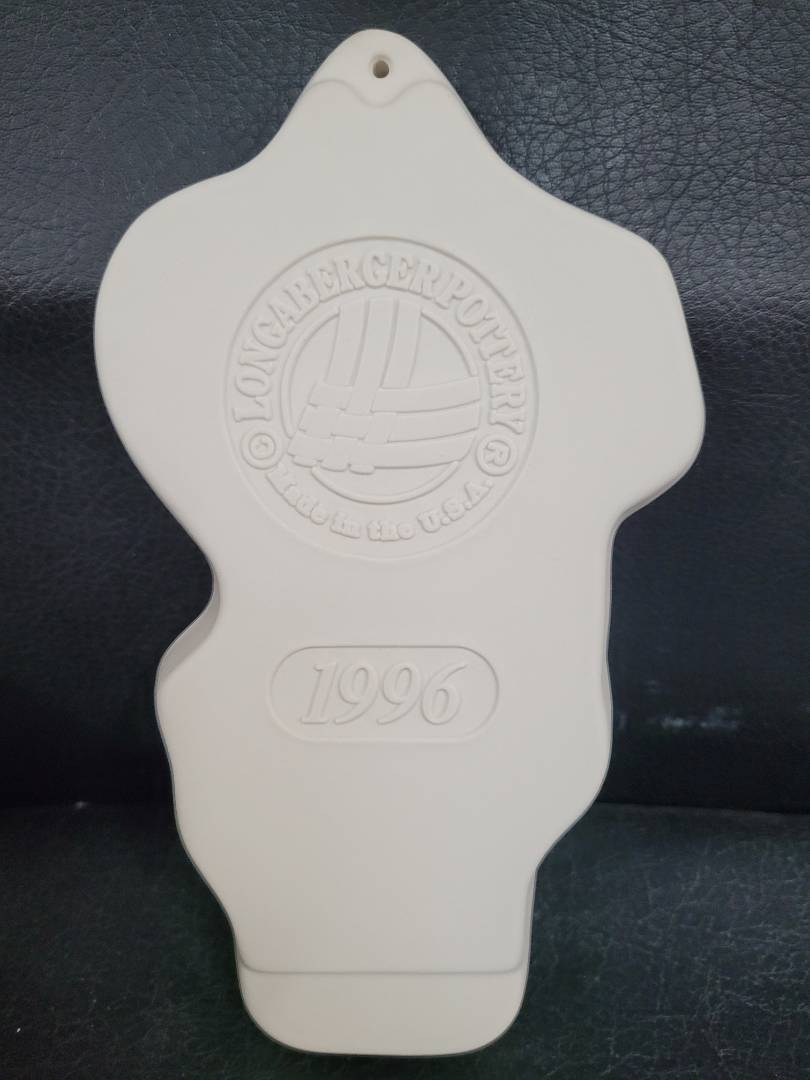 LONGABERGER POTTERY
©
®
Made in the U.S.A.
1996